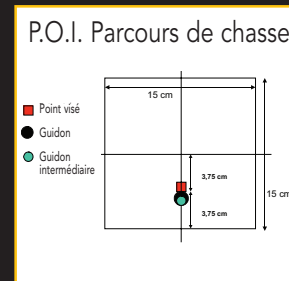 P.O.I. Parcours de chasse
15 cm
Point visé
Guidon
Guidon
intermédiaire
3,75 cm
15 cm
3,75 cm